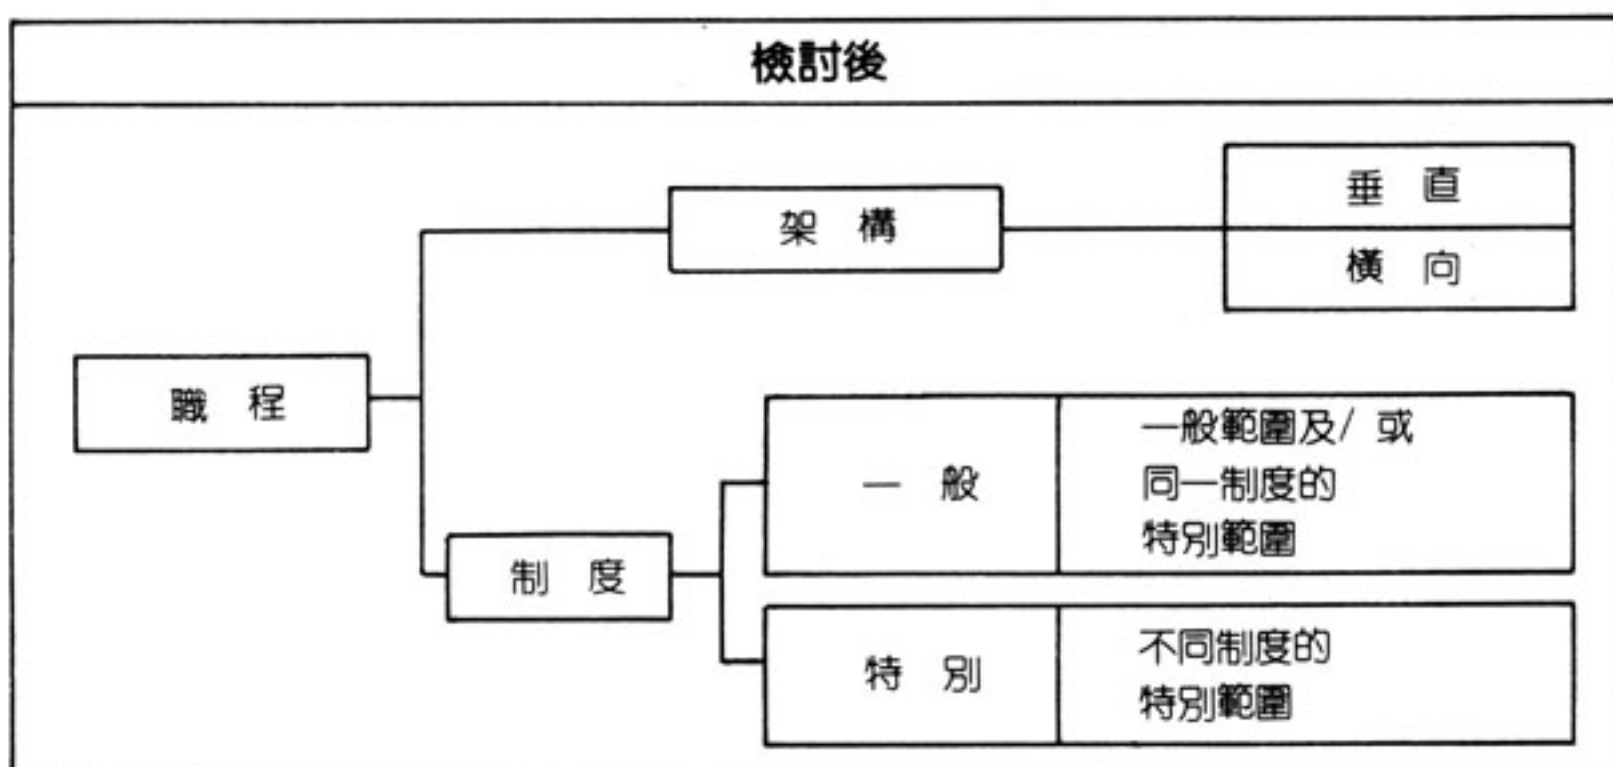 檢討後
架構
垂直
橫向
職程
制度
一般
一般範圍及/ 或
同一制度的
特別範圍
特別
不同制度的
特別範圍